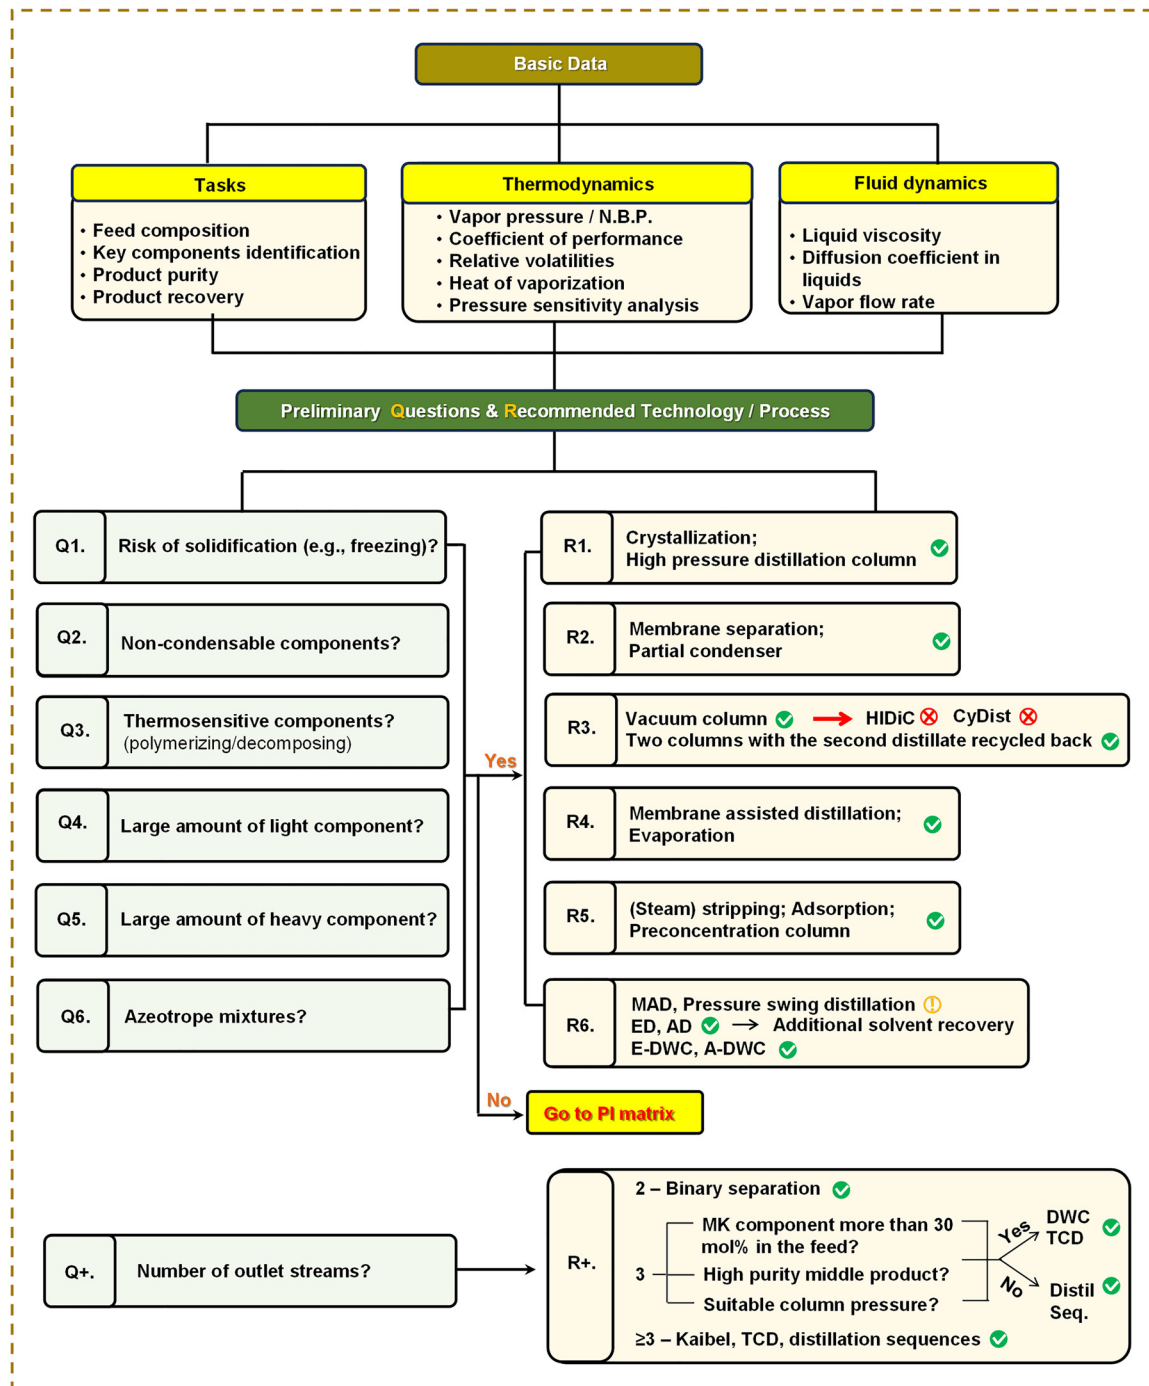 Basic Data
Tasks
• Feed composition
• Key components identification
• Product purity
• Product recovery
Thermodynamics
• Vapor pressure / N.B.P.
• Coefficient of performance
• Relative volatilities
• Heat of vaporization
• Pressure sensitivity analysis
Fluid dynamics
• Liquid viscosity
• Diffusion coefficient in
liquids
• Vapor flow rate
Preliminary Questions & Recommended Technology / Process
Q1. Risk of solidification (e.g., freezing)?
Q2. Non-condensable components?
Q3. Thermosensitive components?
(polymerizing/decomposing)
Q4. Large amount of light component?
Q5. Large amount of heavy component?
Q6. Azeotrope mixtures?
Yes
No
R1. Crystallization;
High pressure distillation column
R2. Membrane separation;
Partial condenser
R3. Vacuum column HIDiC CyDist
Two columns with the second distillate recycled back
R4. Membrane assisted distillation;
Evaporation
R5. (Steam) stripping; Adsorption;
Preconcentration column
R6. MAD, Pressure swing distillation
ED, AD → Additional solvent recovery
E-DWC, A-DWC
Go to PI matrix
Q+. Number of outlet streams?
R+.
2 – Binary separation
3
MK component more than 30
mol% in the feed?
High purity middle product?
Suitable column pressure?
Yes
DWC
TCD
No
Distil
Seq.
≥3 – Kaibel, TCD, distillation sequences